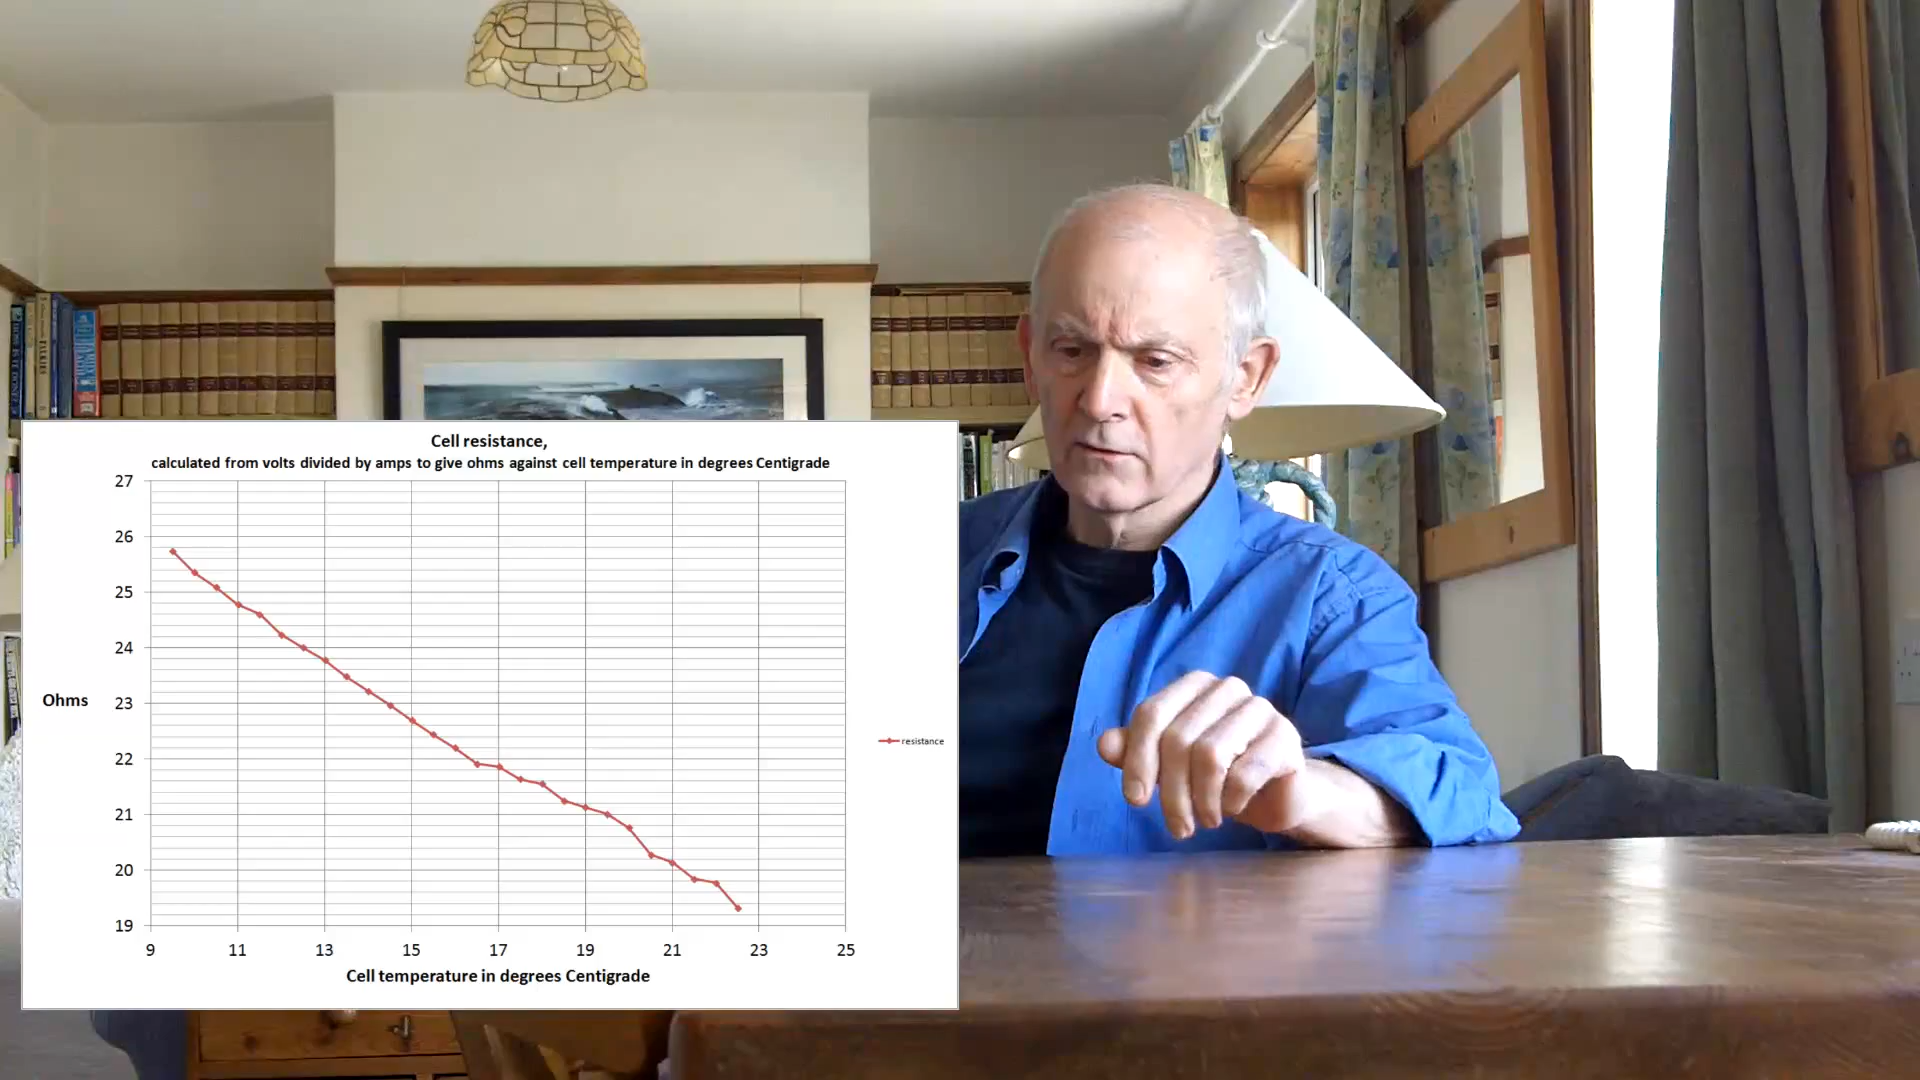 Cell resistance,
calculated from volts divided by amps to give ohms against cell temperature in degrees Centigrade
27
26
25
24
Ohms 23
22
resistance
21
20
19
9 11 13 15 17 19 21 23 25
Cell temperature in degrees Centigrade